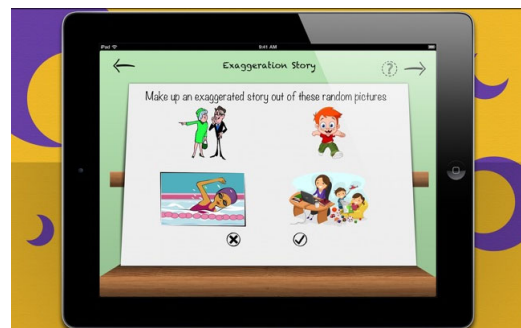 iPad
9:41 AM
Exaggeration Story
?
Make up an exaggerated story out of these random pictures